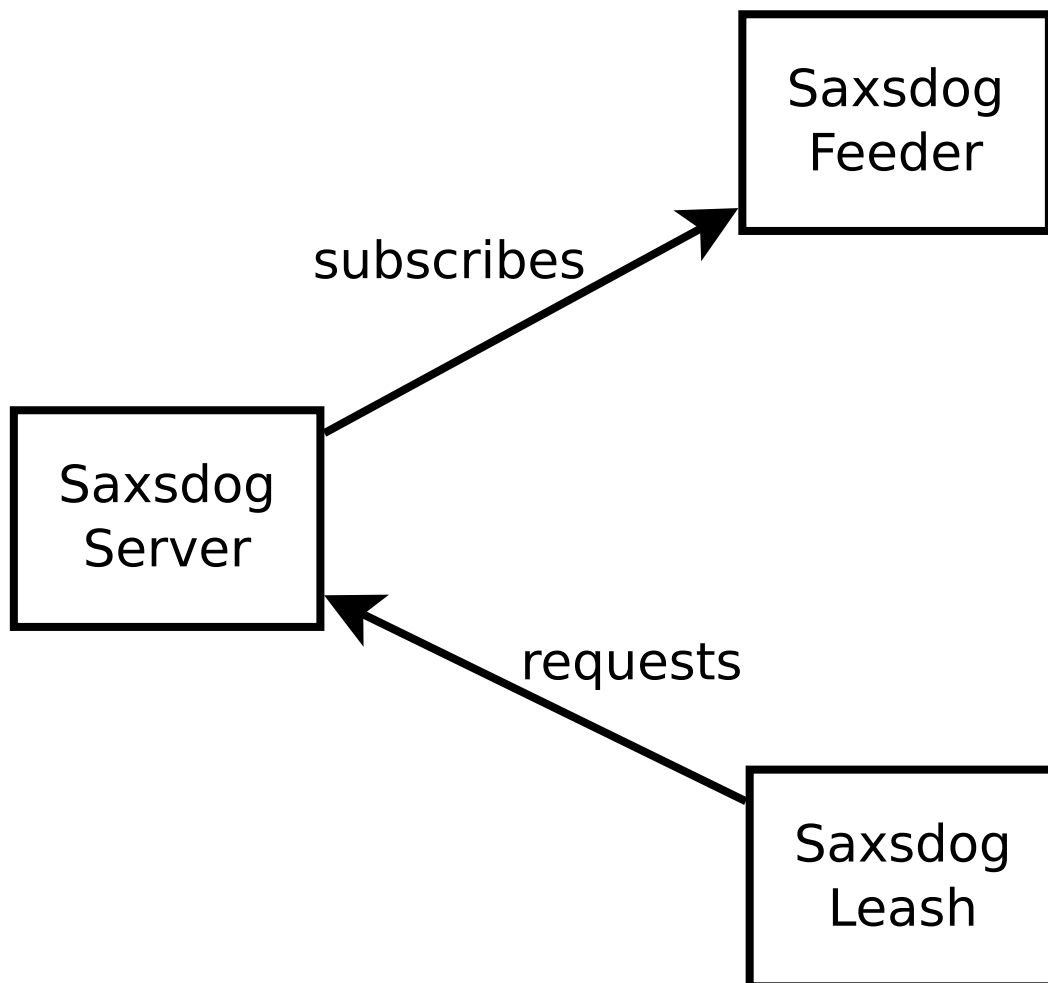 Saxsdog
Feeder
subscribes
Saxsdog
Server
requests
Saxsdog
Leash